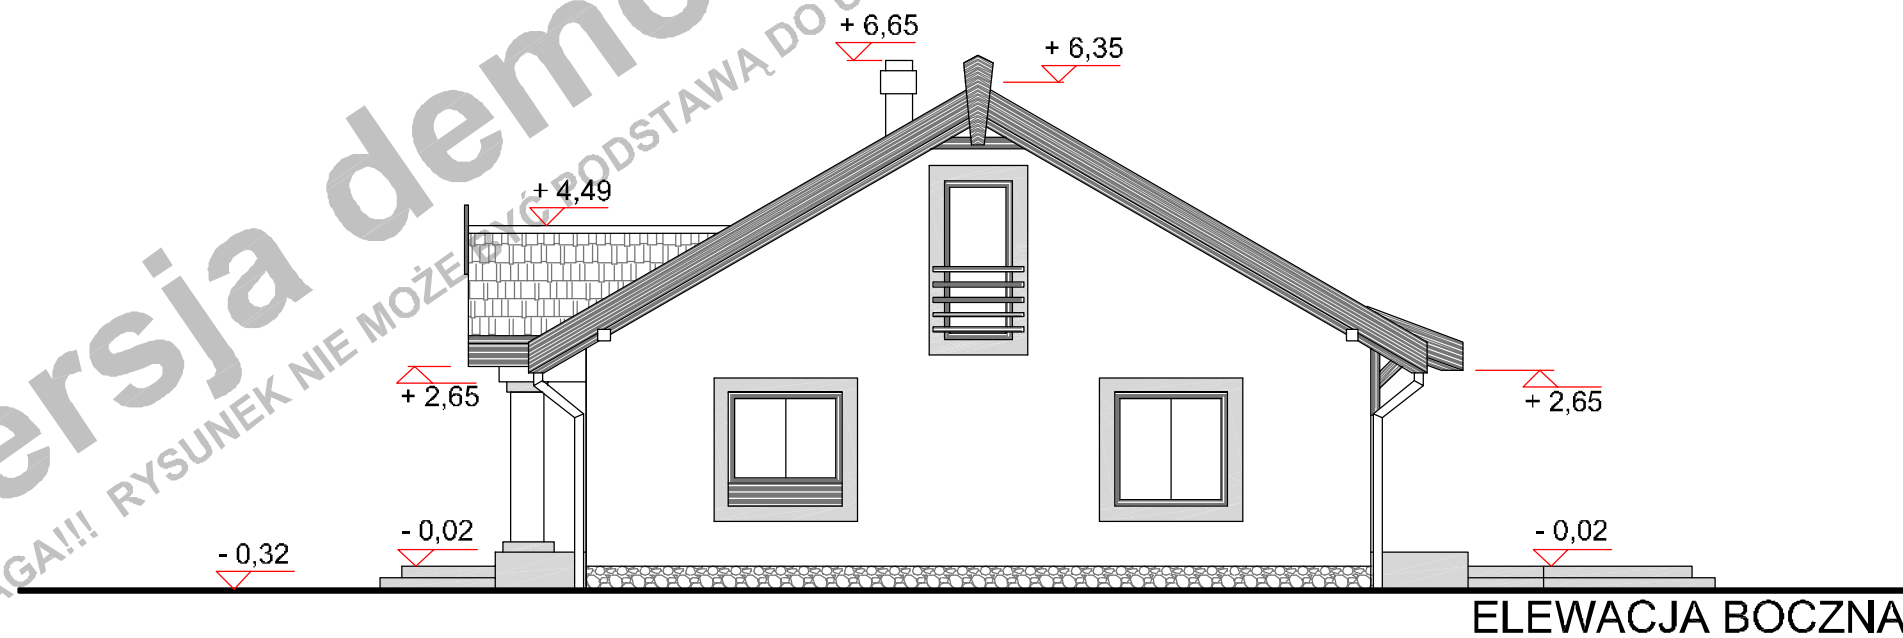 + 6,65
+ 6,35
+ 4,49
+ 2,65
+ 2,65
- 0,02
- 0,02
- 0,32
ersja demo
AGA!!! RYSUNEK NIE MOŻE BYĆ PODSTAWĄ DO
ELEWACJA BOCZNA